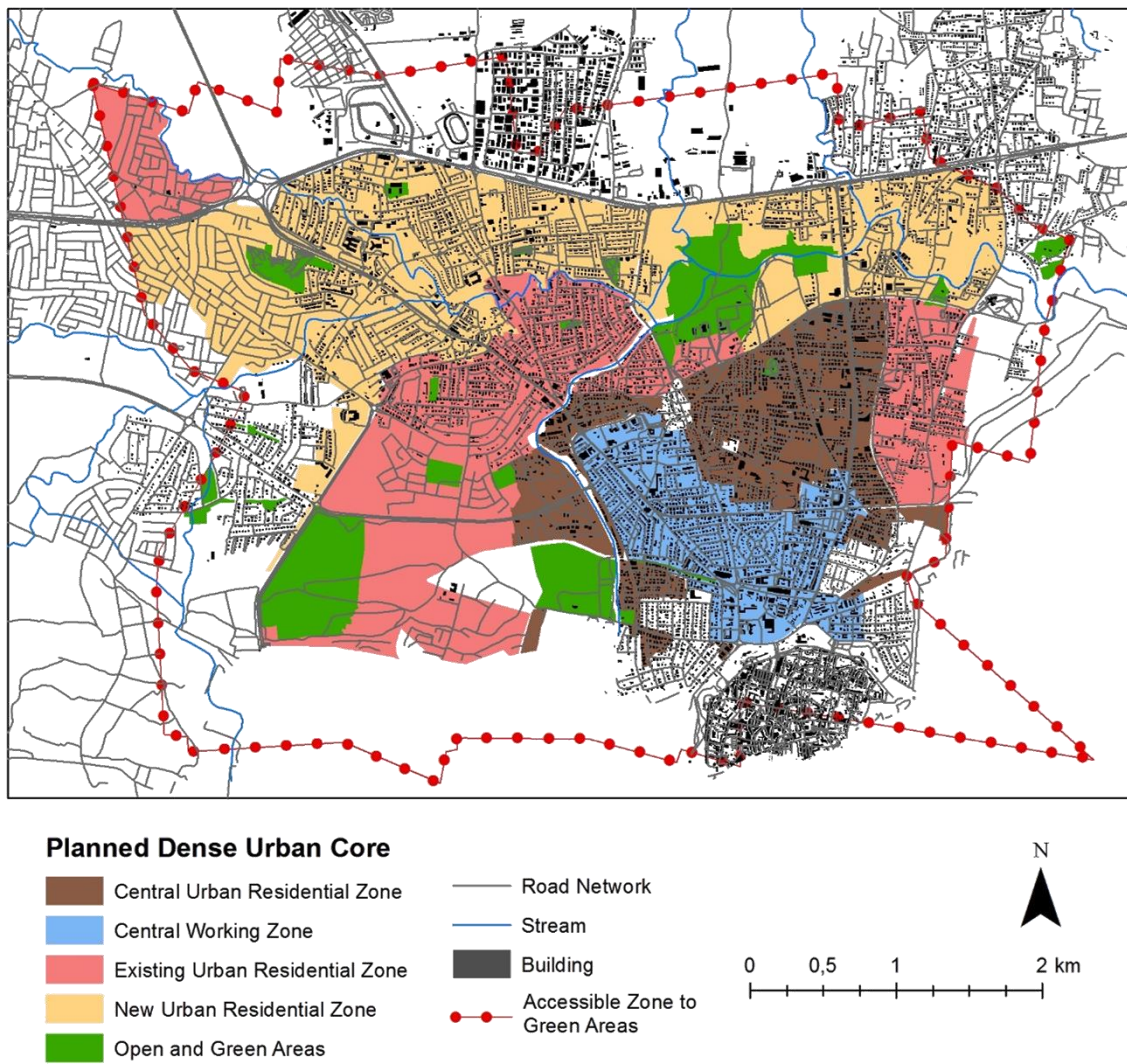 Planned Dense Urban Core
Central Urban Residential Zone
Central Working Zone
Existing Urban Residential Zone
New Urban Residential Zone
Open and Green Areas
Road Network
Stream
Building
Accessible Zone to
Green Areas
N
0 0,5 1 2 km